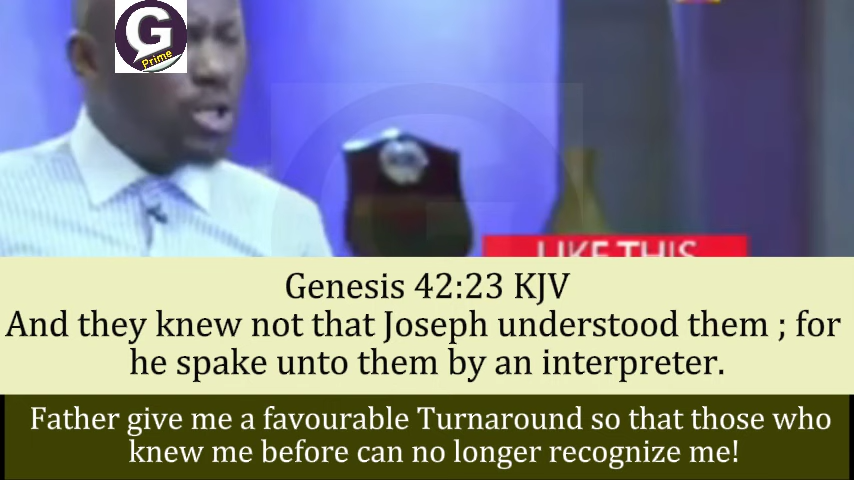 G
Prime
LIKE THIS
Genesis 42:23 KJV
And they knew not that Joseph understood them ; for
he spake unto them by an interpreter.
Father give me a favourable Turnaround so that those who
knew me before can no longer recognize me!